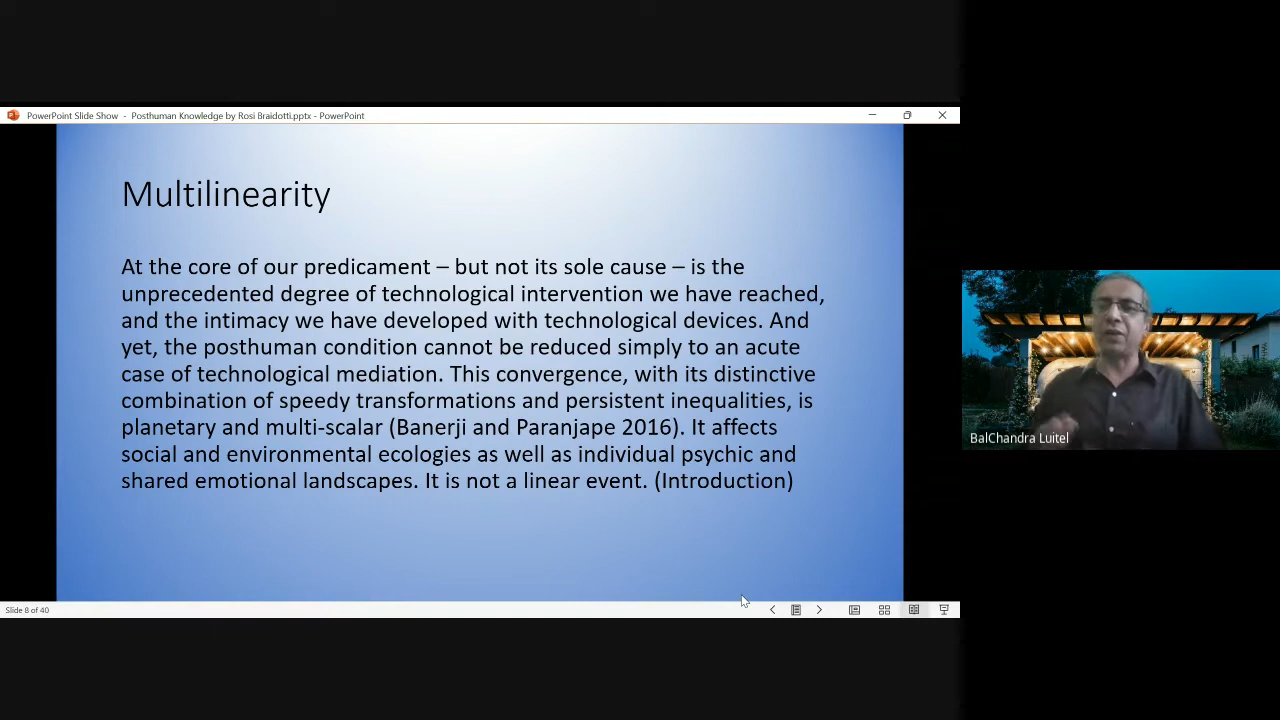 PowerPoint Slide Show - Posthuman Knowledge by Rosi Braidotti.pptx - PowerPoint
Multilinearity
At the core of our predicament – but not its sole cause – is the
unprecedented degree of technological intervention we have reached,
and the intimacy we have developed with technological devices. And
yet, the posthuman condition cannot be reduced simply to an acute
case of technological mediation. This convergence, with its distinctive
combination of speedy transformations and persistent inequalities, is
planetary and multi-scalar (Banerji and Paranjape 2016). It affects
social and environmental ecologies as well as individual psychic and
shared emotional landscapes. It is not a linear event. (Introduction)
BalChandra Luitel
Slide 8 of 40